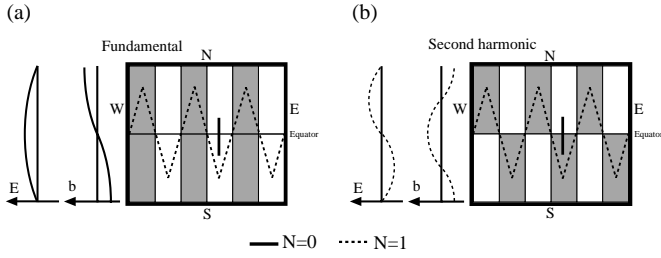 (a)
Fundamental
N
W
E
Equator
E
b
S
(b)
Second harmonic
N
W
E
Equator
E
b
S
N=0
N=1